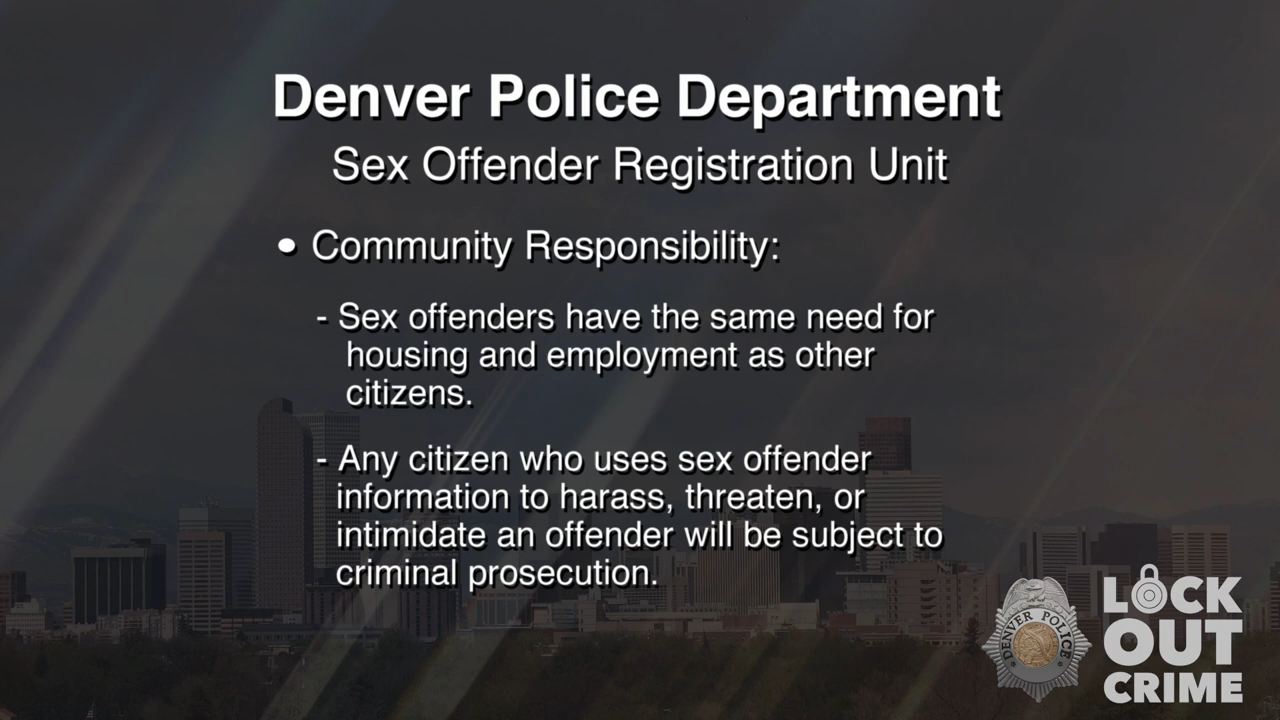 Denver Police Department
Sex Offender Registration Unit
• Community Responsibility:
- Sex offenders have the same need for
housing and employment as other
citizens.
- Any citizen who uses sex offender
information to harass, threaten, or
intimidate an offender will be subject to
criminal prosecution.
DENVER POLICE
LOCK
OUT
CRIME